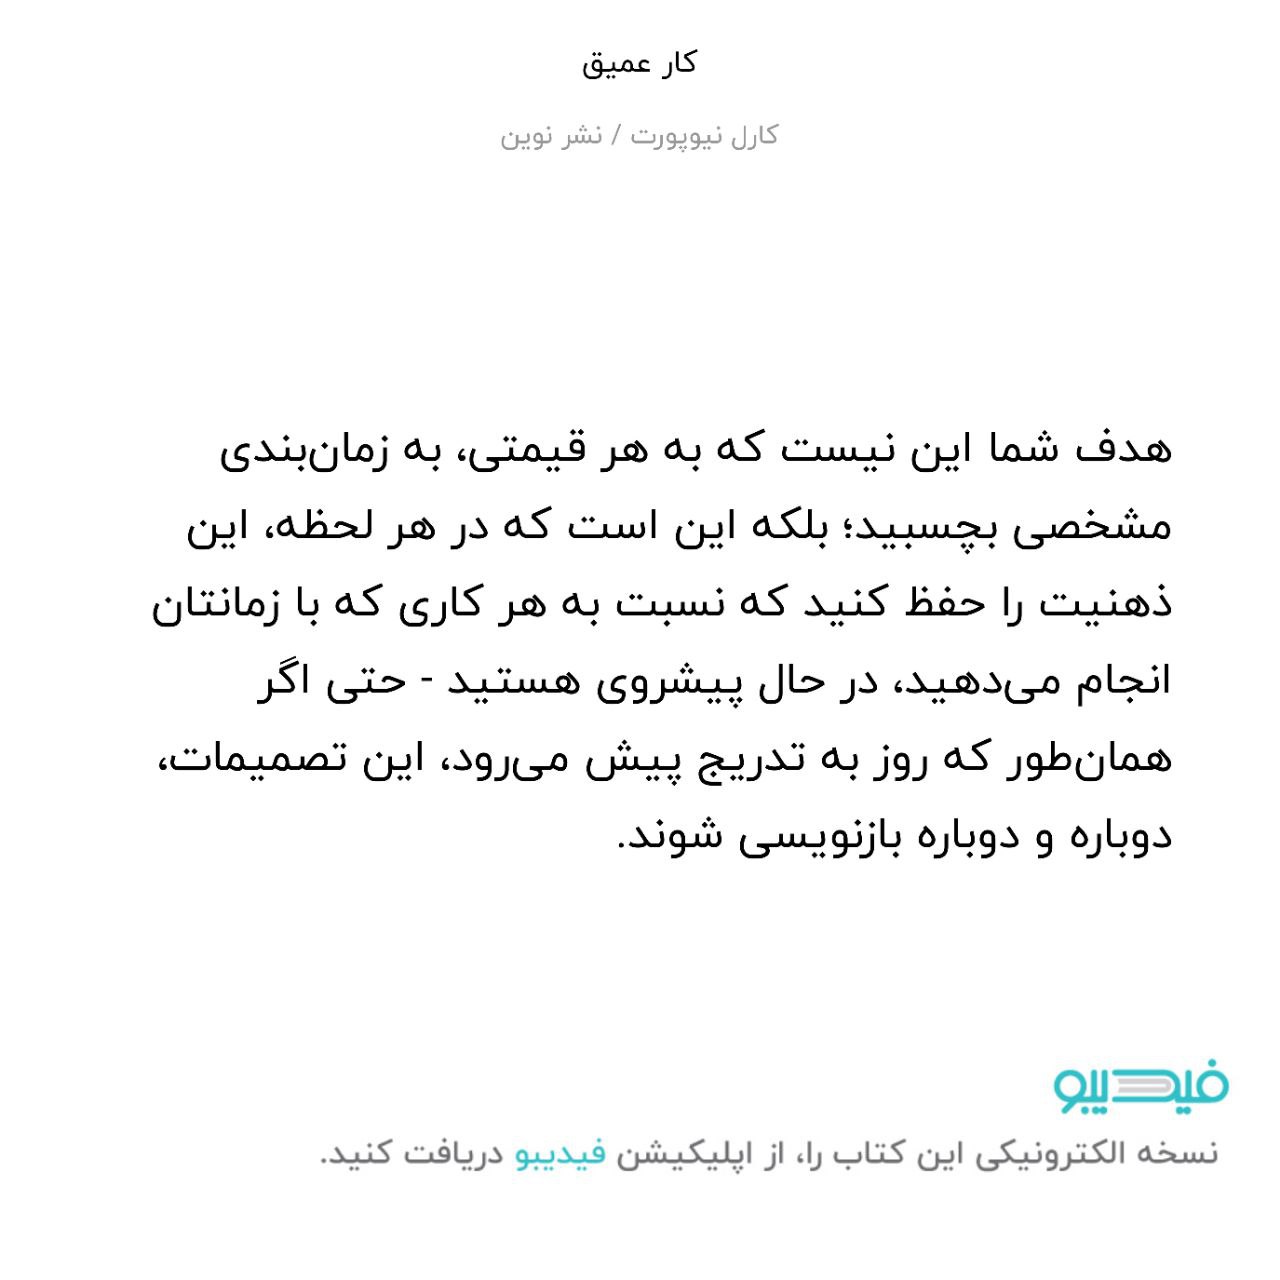 کار عمیق
کارل نیوپورت / نشر نوین
هدف شما این نیست که به هر قیمتی، به زمان‌بندی
مشخصی بچسبید؛ بلکه این است که در هر لحظه، این
ذهنیت را حفظ کنید که نسبت به هر کاری که با زمانتان
انجام می‌دهید، در حال پیشروی هستید - حتی اگر
همان‌طور که روز به تدریج پیش می‌رود، این تصمیمات،
دوباره و دوباره بازنویسی شوند.
فیدیبو
نسخه الکترونیکی این کتاب را، از اپلیکیشن فیدیبو دریافت کنید.